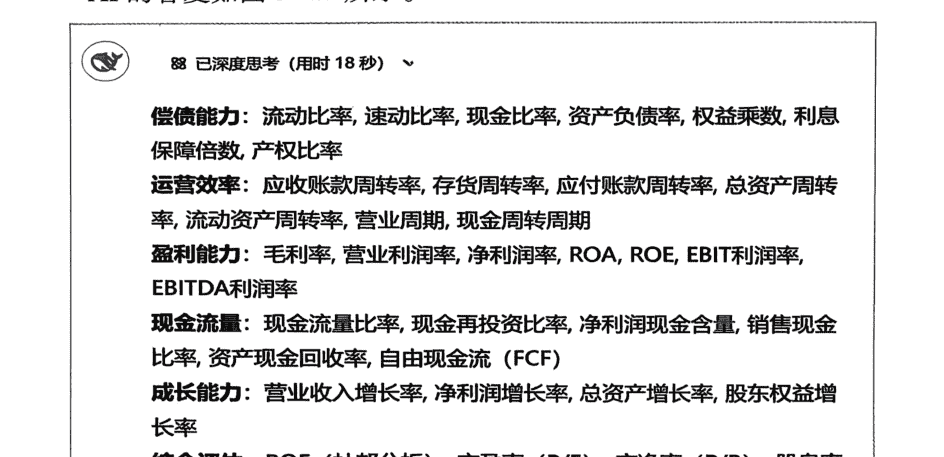 已深度思考（用时 18 秒）
偿债能力：流动比率, 速动比率, 现金比率, 资产负债率, 权益乘数, 利息
保障倍数, 产权比率
运营效率：应收账款周转率, 存货周转率, 应付账款周转率, 总资产周转
率, 流动资产周转率, 营业周期, 现金周转周期
盈利能力：毛利率, 营业利润率, 净利润率, ROA, ROE, EBIT利润率,
EBITDA利润率
现金流量：现金流量比率, 现金再投资比率, 净利润现金含量, 销售现金
比率, 资产现金回收率, 自由现金流（FCF）
成长能力：营业收入增长率, 净利润增长率, 总资产增长率, 股东权益增
长率